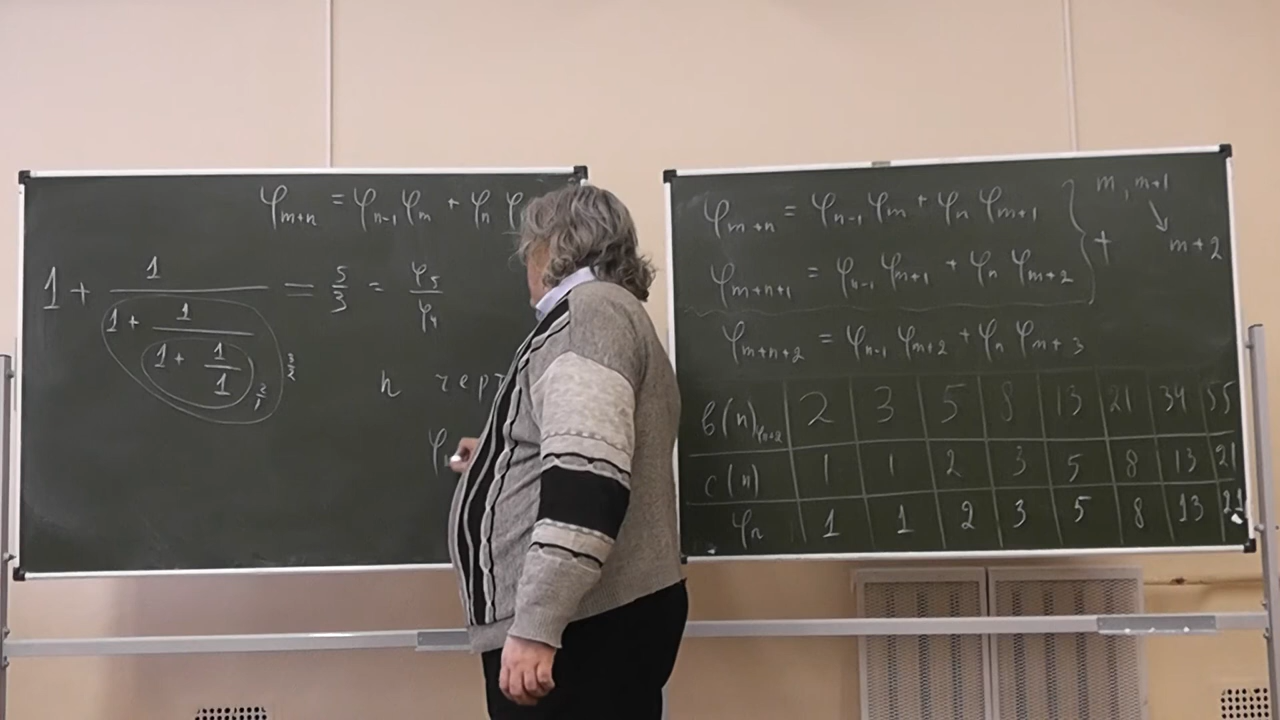 φm+n = φn-1 φm + φn φ
1 + 1/(1 + 1/(1 + 1/1)) = 5/3 = φ5/φ4
2/1
3/2
n черт
φ
φm+n = φn-1 φm + φn φm+1
φm+n+1 = φn-1 φm+1 + φn φm+2
+
m, m+1
↘
m+2
φm+n+2 = φn-1 φm+2 + φn φm+3
b(n) φn+2 2 3 5 8 13 21 34 55
c(n) 1 1 2 3 5 8 13 21
φn 1 1 2 3 5 8 13 21